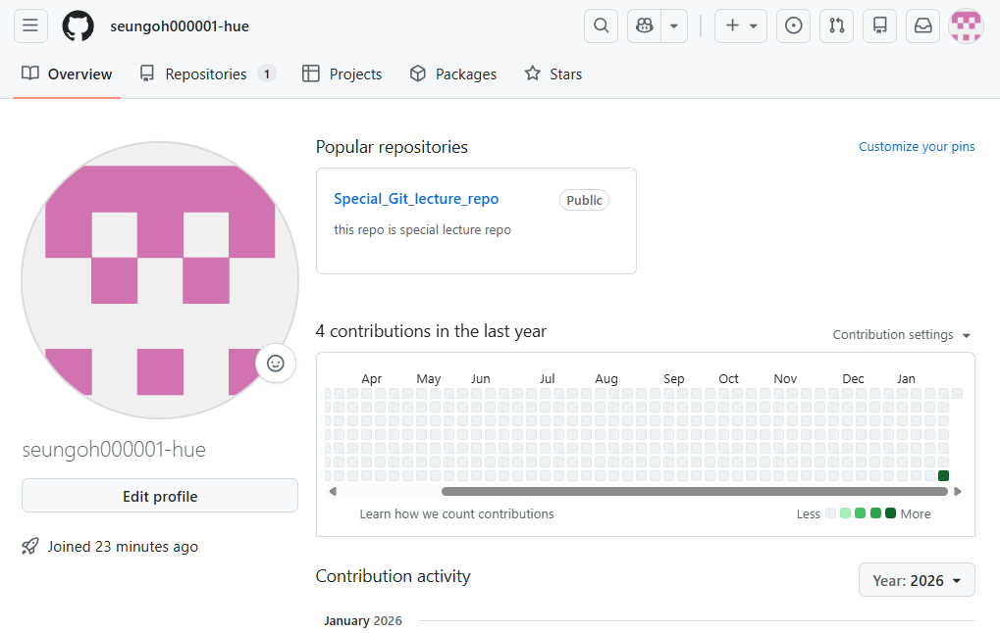 seungoh000001-hue
Overview Repositories 1 Projects Packages Stars
Popular repositories Customize your pins
Special_Git_lecture_repo Public
this repo is special lecture repo
4 contributions in the last year Contribution settings
Apr May Jun Jul Aug Sep Oct Nov Dec Jan
Learn how we count contributions Less More
seungoh000001-hue
Edit profile
Joined 23 minutes ago
Contribution activity Year: 2026
January 2026